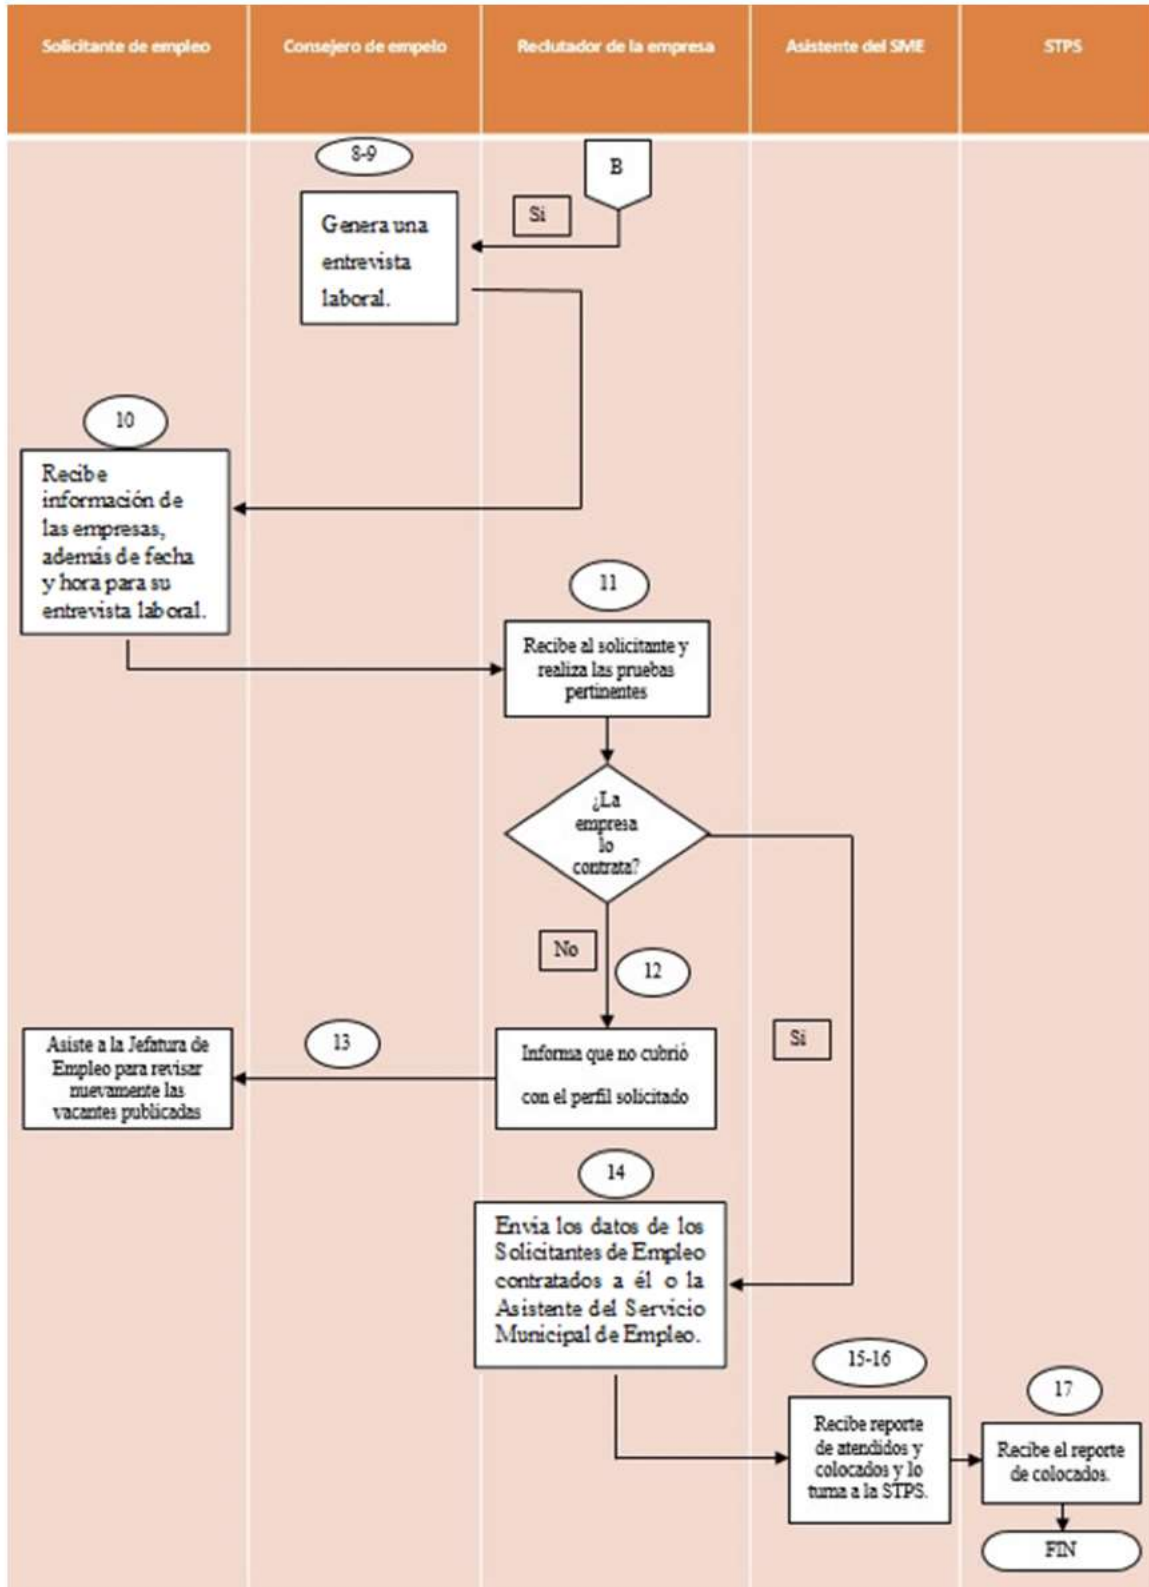 Solicitante de empleo
Consejero de empelo
Reclutador de la empresa
Asistente del SME
STPS
8-9
B
Si
Genera una
entrevista
laboral.
10
Recibe
información de
las empresas,
además de fecha
y hora para su
entrevista laboral.
11
Recibe al solicitante y
realiza las pruebas
pertinentes
¿La
empresa
lo
contrata?
No
12
Si
13
Asiste a la Jefatura de
Empleo para revisar
nuevamente las
vacantes publicadas
Informa que no cubrió
con el perfil solicitado
14
Envía los datos de los
Solicitantes de Empleo
contratados a él o la
Asistente del Servicio
Municipal de Empleo.
15-16
Recibe reporte
de atendidos y
colocados y lo
turna a la STPS.
17
Recibe el reporte
de colocados.
FIN